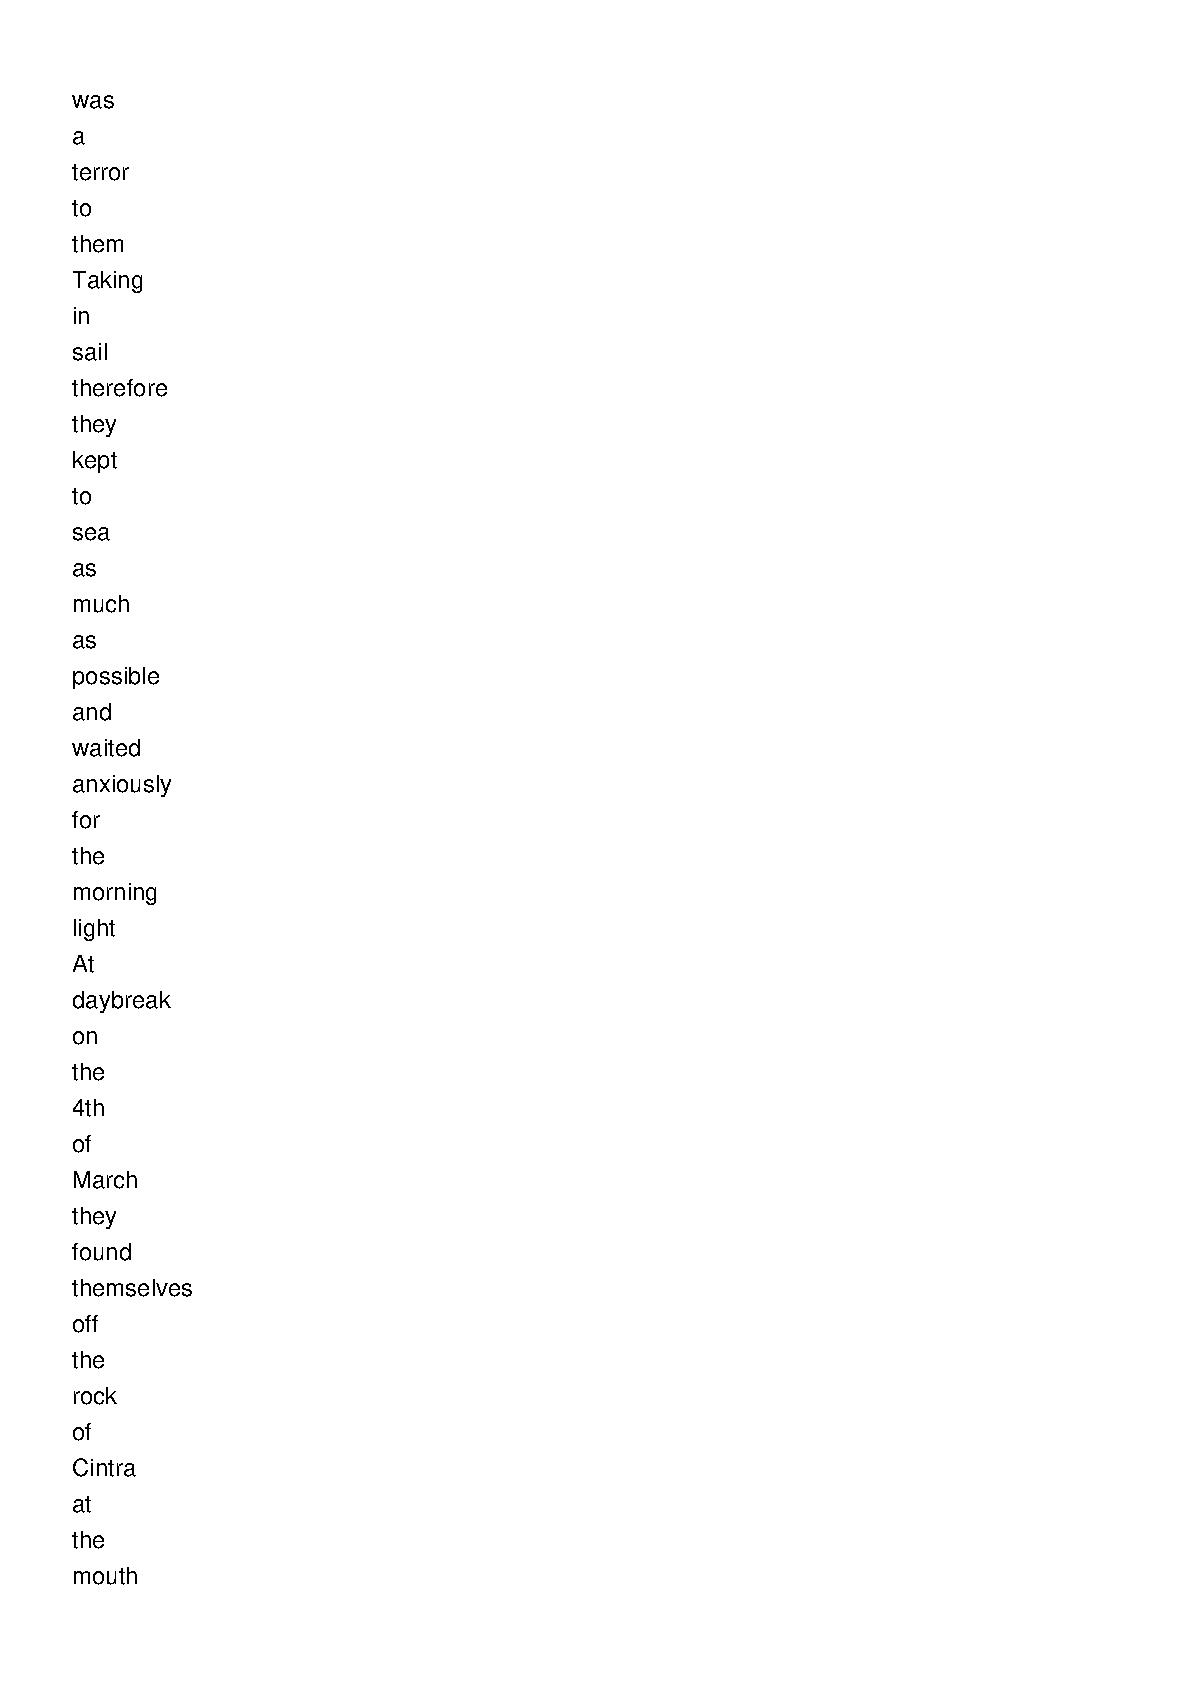 was
a
terror
to
them
Taking
in
sail
therefore
they
kept
to
sea
as
much
as
possible
and
waited
anxiously
for
the
morning
light
At
daybreak
on
the
4th
of
March
they
found
themselves
off
the
rock
of
Cintra
at
the
mouth